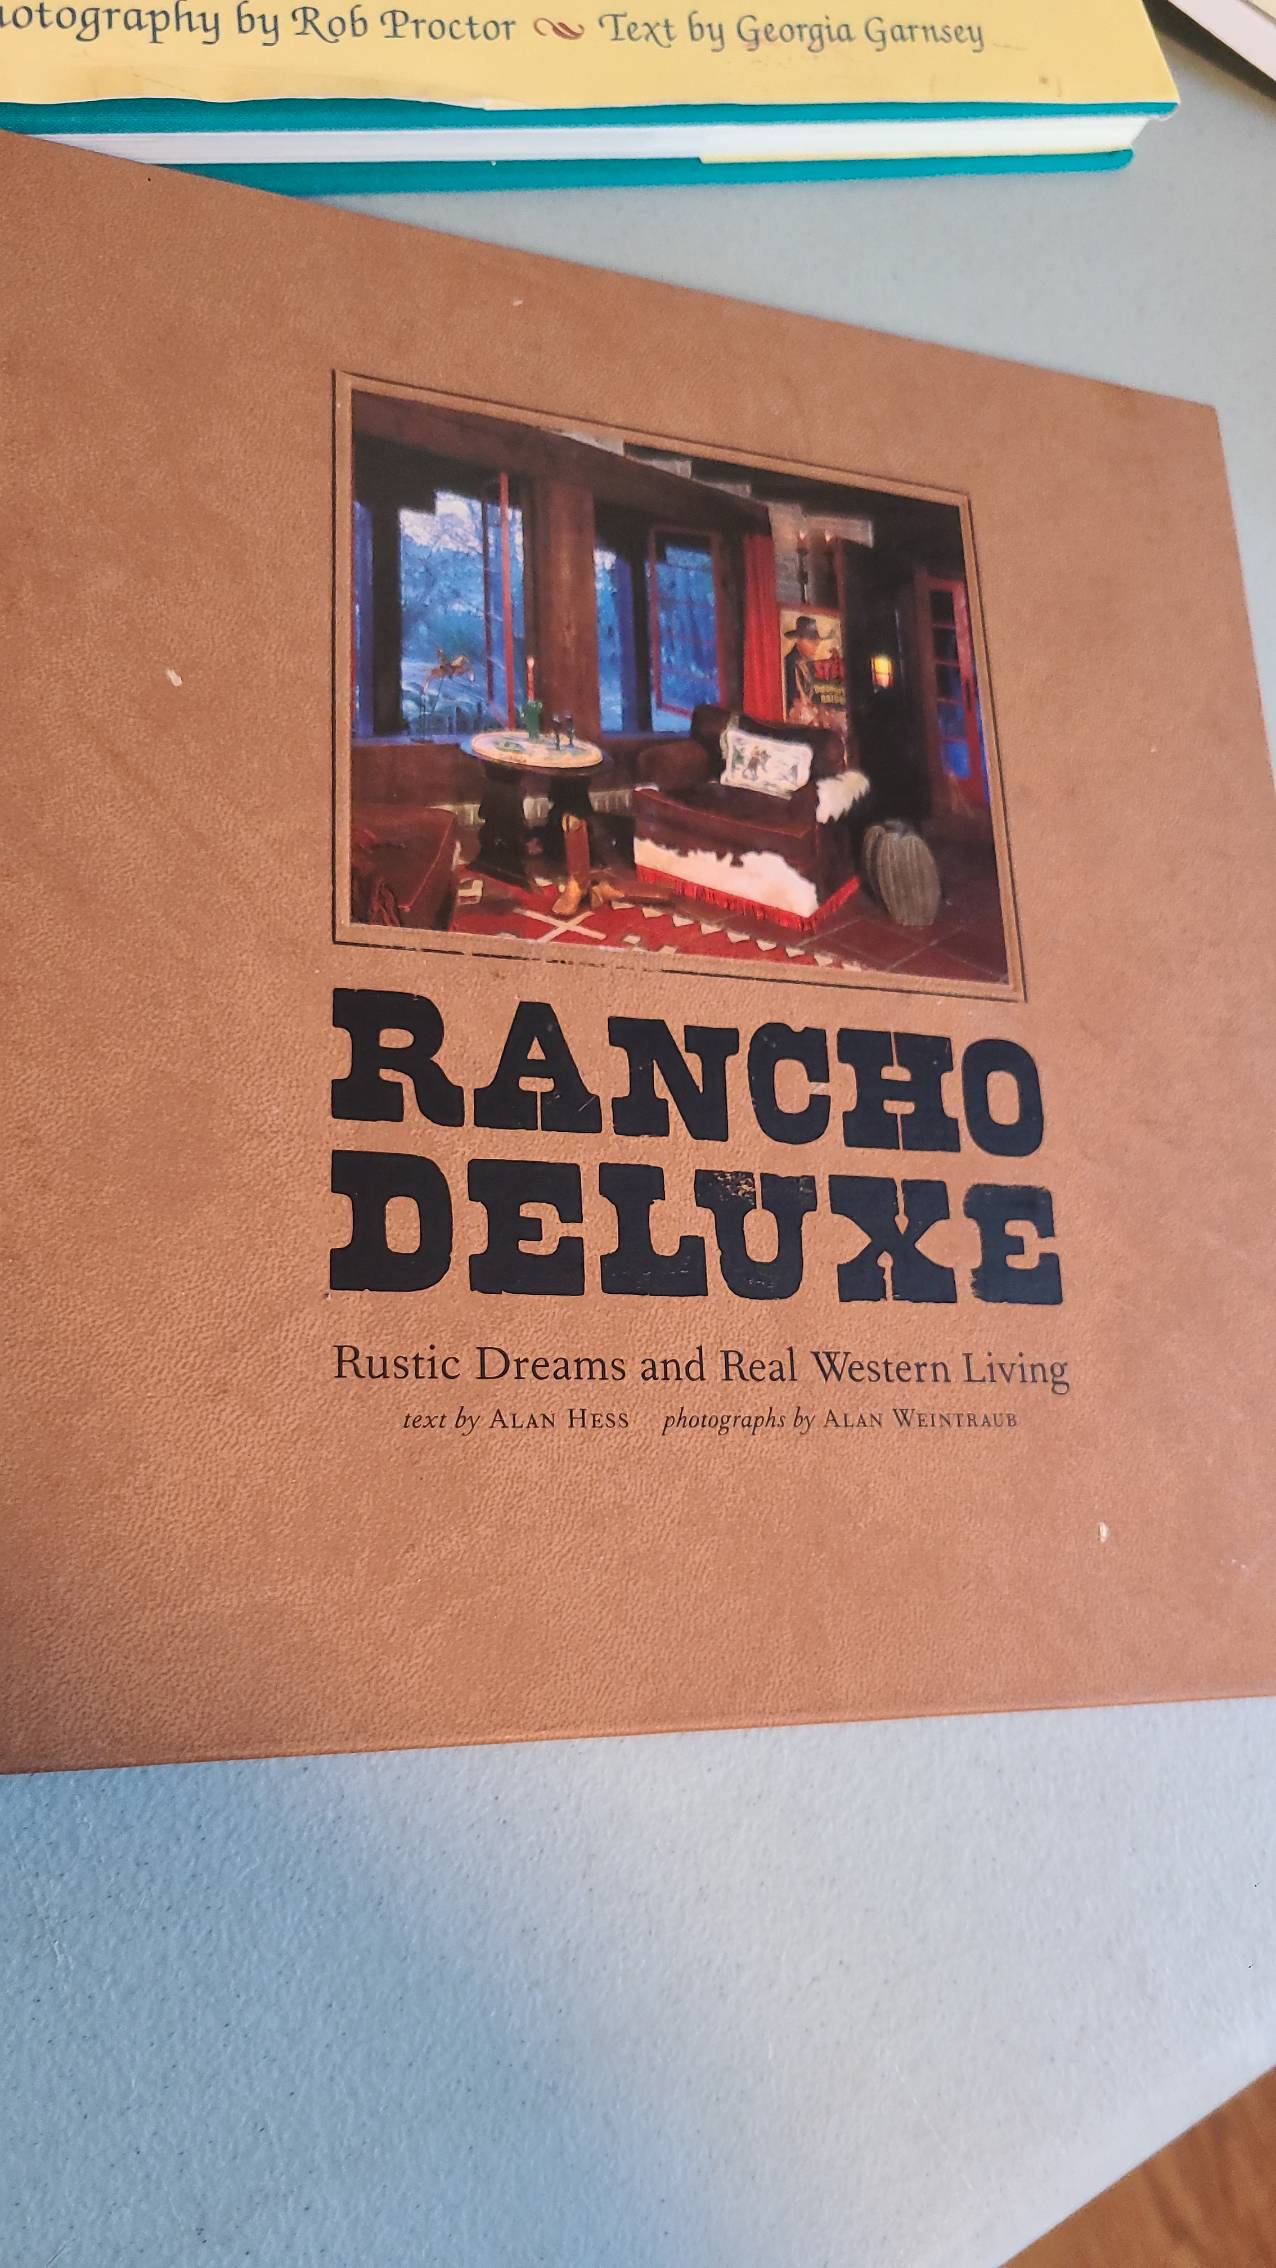 by Rob Proctor Text by Georgia Garnsey
RANCHO
DELUXE
Rustic Dreams and Real Western Living
text by ALAN HESS photographs by ALAN WEINTRAUB